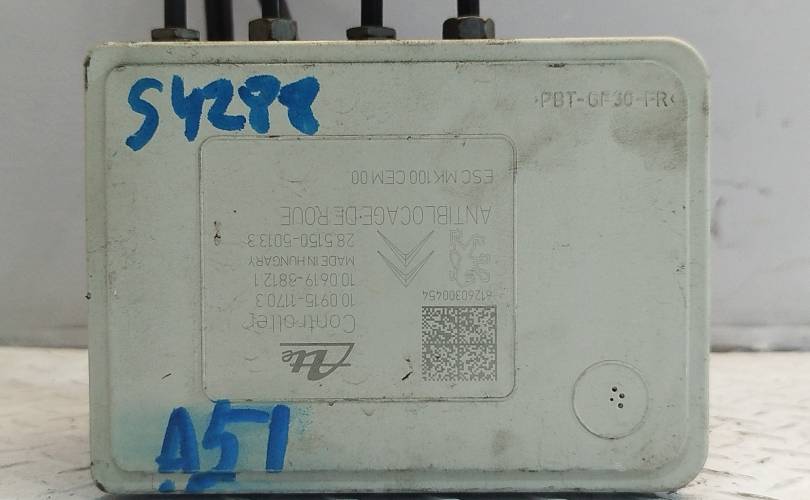 S4288
>PBT-GF30-FR<
Ate
Controller
10.0915-1170.3
10.0619-3812.1
MADE IN HUNGARY
28.5150-5013.3
61260300454
ANTIBLOCAGE·DE ROUE
ESC MK100 CEM 00
A51